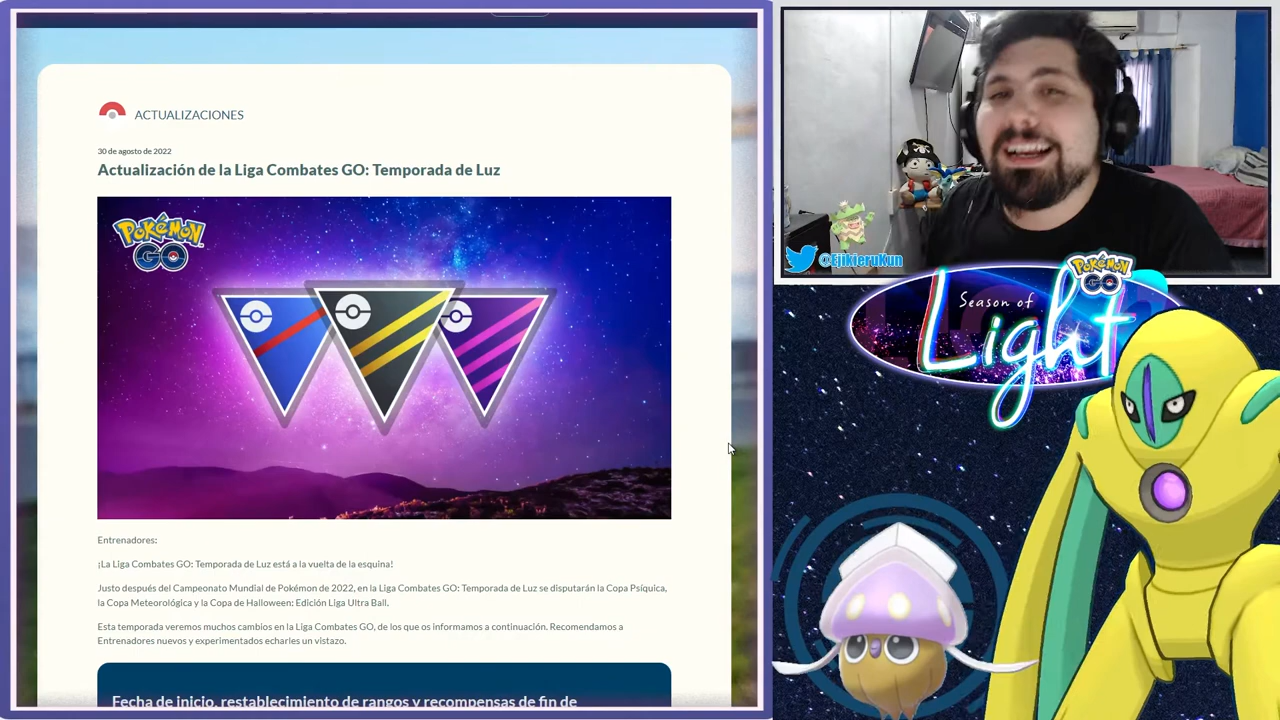 ACTUALIZACIONES
30 de agosto de 2022
Actualización de la Liga Combates GO: Temporada de Luz
Pokémon
GO
Entrenadores:
¡La Liga Combates GO: Temporada de Luz está a la vuelta de la esquina!
Justo después del Campeonato Mundial de Pokémon de 2022, en la Liga Combates GO: Temporada de Luz se disputarán la Copa Psíquica,
la Copa Meteorológica y la Copa de Halloween: Edición Liga Ultra Ball.
Esta temporada veremos muchos cambios en la Liga Combates GO, de los que os informamos a continuación. Recomendamos a
Entrenadores nuevos y experimentados echarles un vistazo.
Fecha de inicio, restablecimiento de rangos y recompensas de fin de
@EjikieruKun
Pokémon
GO
Season of
Light